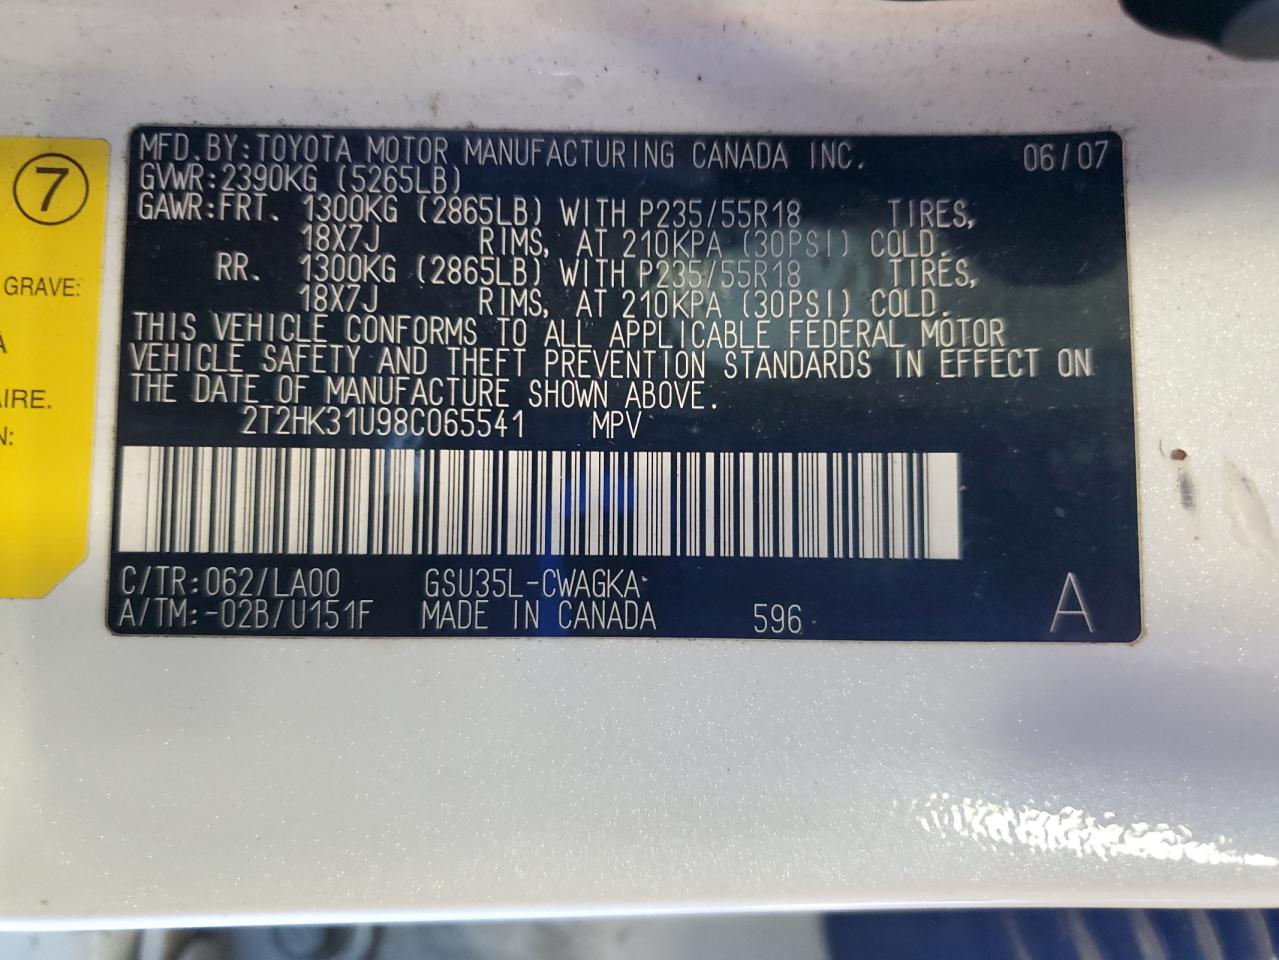 7
GRAVE:
A
AIRE.
N:
MFD.BY:TOYOTA MOTOR MANUFACTURING CANADA INC. 06/07
GVWR:2390KG (5265LB)
GAWR:FRT. 1300KG (2865LB) WITH P235/55R18 TIRES,
18X7J RIMS, AT 210KPA (30PSI) COLD.
RR. 1300KG (2865LB) WITH P235/55R18 TIRES,
18X7J RIMS, AT 210KPA (30PSI) COLD.
THIS VEHICLE CONFORMS TO ALL APPLICABLE FEDERAL MOTOR
VEHICLE SAFETY AND THEFT PREVENTION STANDARDS IN EFFECT ON
THE DATE OF MANUFACTURE SHOWN ABOVE.
2T2HK31U98C065541 MPV
C/TR:062/LA00 GSU35L-CWAGKA
A/TM:-02B/U151F MADE IN CANADA 596 A